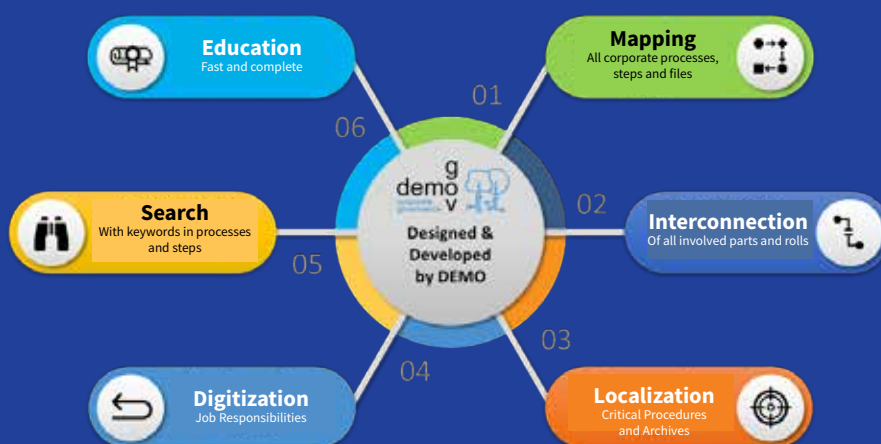 Education
Fast and complete
Mapping
All corporate processes,
steps and files
01
06
g
demo
v
Designed &
Developed
by DEMO
02
Interconnection
Of all involved parts and rolls
Search
With keywords in processes
and steps
05
03
04
Digitization
Job Responsibilities
Localization
Critical Procedures
and Archives